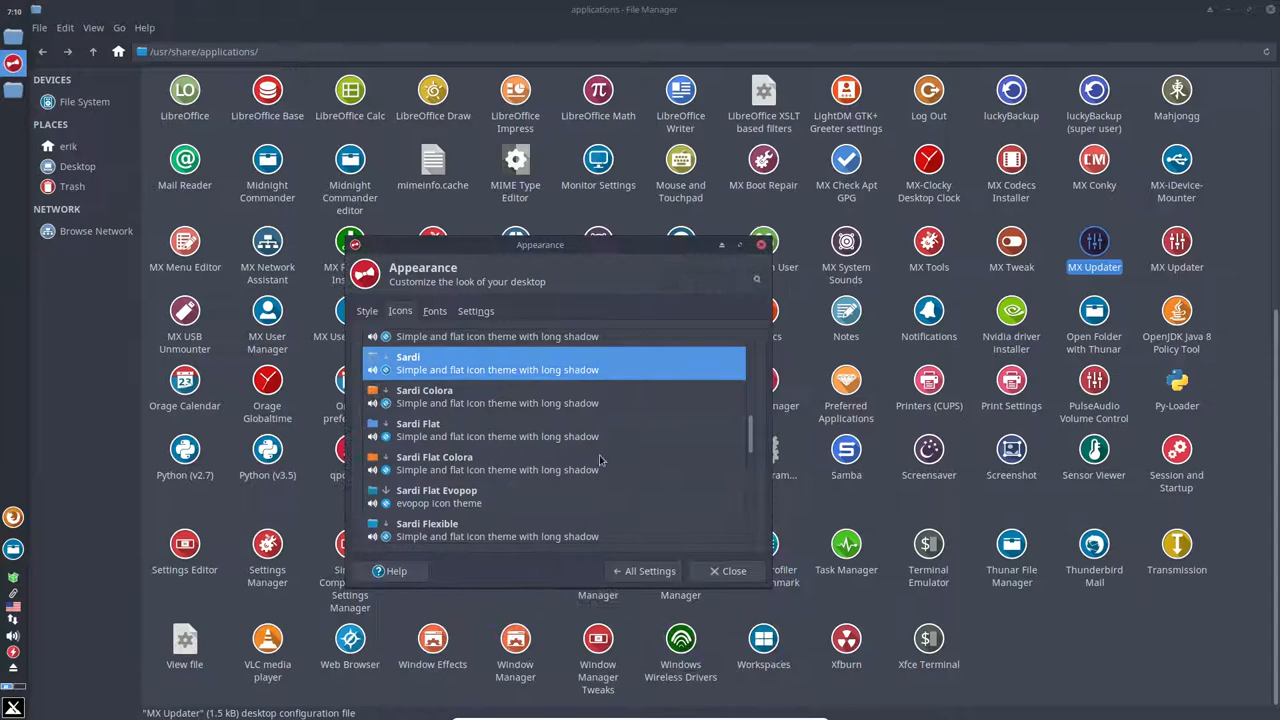 7:10
applications - File Manager
File Edit View Go Help
/usr/share/applications/
DEVICES
File System
PLACES
erik
Desktop
Trash
NETWORK
Browse Network
LO
LibreOffice
LibreOffice Base
LibreOffice Calc
LibreOffice Draw
LibreOffice
Impress
LibreOffice Math
LibreOffice
Writer
LibreOffice XSLT
based filters
LightDM GTK+
Greeter settings
Log Out
luckyBackup
luckyBackup
(super user)
Mahjongg
Mail Reader
Midnight
Commander
Midnight
Commander
editor
mimeinfo.cache
MIME Type
Editor
Monitor Settings
Mouse and
Touchpad
MX Boot Repair
MX Check Apt
GPG
MX-Clocky
Desktop Clock
MX Codecs
Installer
CM
MX Conky
MX-iDevice-
Mounter
MX Menu Editor
MX Network
Assistant
MX System
Sounds
MX Tools
MX Tweak
MX Updater
MX Updater
MX USB
Unmounter
MX User
Manager
Notes
Notifications
Nvidia driver
installer
Open Folder
with Thunar
OpenJDK Java 8
Policy Tool
23
Orage Calendar
Orage
Globaltime
Preferred
Applications
Printers (CUPS)
Print Settings
PulseAudio
Volume Control
Py-Loader
Python (v2.7)
Python (v3.5)
Samba
Screensaver
Screenshot
Sensor Viewer
Session and
Startup
Settings Editor
Settings
Manager
Settings
Manager
Manager
Manager
Task Manager
Terminal
Emulator
Thunar File
Manager
Thunderbird
Mail
Transmission
View file
VLC media
player
Web Browser
Window Effects
Window
Manager
Window
Manager
Tweaks
Windows
Wireless Drivers
Workspaces
Xfburn
Xfce Terminal
"MX Updater" (1.5 kB) desktop configuration file
Appearance
Appearance
Customize the look of your desktop
Style Icons Fonts Settings
Simple and flat icon theme with long shadow
Sardi
Simple and flat icon theme with long shadow
Sardi Colora
Simple and flat icon theme with long shadow
Sardi Flat
Simple and flat icon theme with long shadow
Sardi Flat Colora
Simple and flat icon theme with long shadow
Sardi Flat Evopop
evopop icon theme
Sardi Flexible
Simple and flat icon theme with long shadow
Help
All Settings
Close